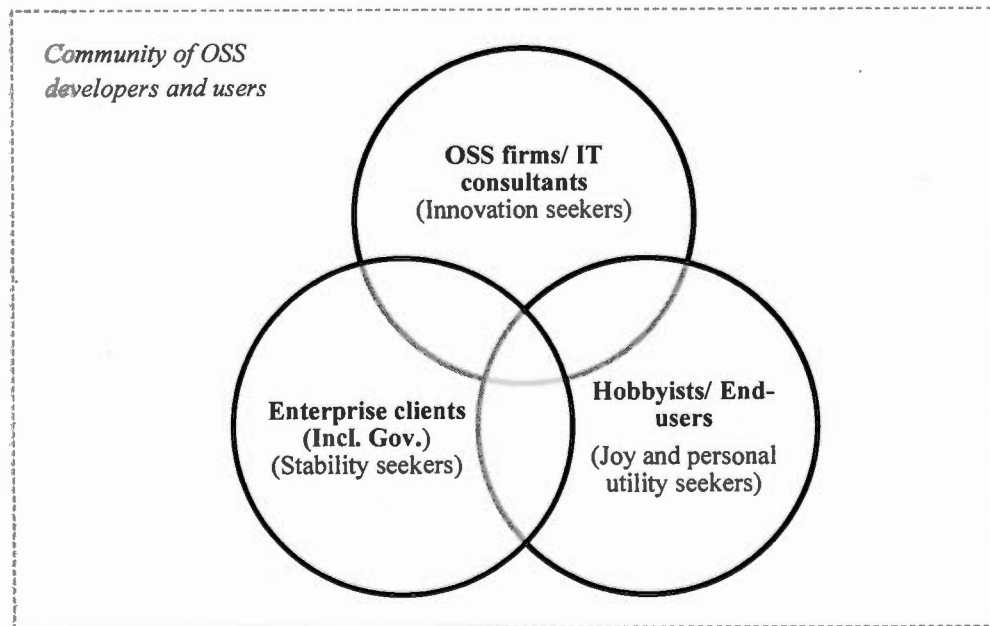 Community of OSS
developers and users
OSS firms/ IT
consultants
(Innovation seekers)
Enterprise clients
(Incl. Gov.)
(Stability seekers)
Hobbyists/ End-
users
(Joy and personal
utility seekers)